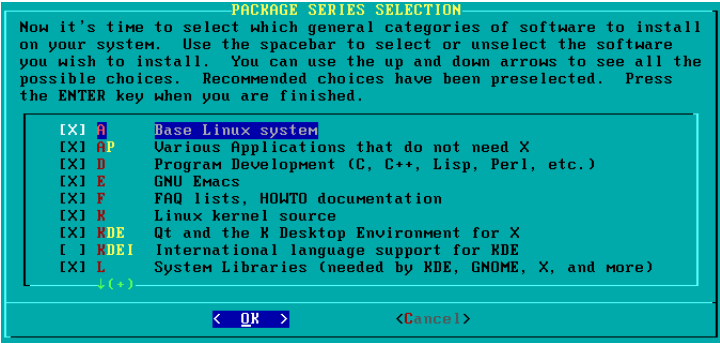 PACKAGE SERIES SELECTION
Now it's time to select which general categories of software to install
on your system.  Use the spacebar to select or unselect the software
you wish to install.  You can use the up and down arrows to see all the
possible choices.  Recommended choices have been preselected.  Press
the ENTER key when you are finished.
[X] A Base Linux system
[X] AP Various Applications that do not need X
[X] D Program Development (C, C++, Lisp, Perl, etc.)
[X] E GNU Emacs
[X] F FAQ lists, HOWTO documentation
[X] K Linux kernel source
[X] KDE Qt and the K Desktop Environment for X
[ ] KDEI International language support for KDE
[X] L System Libraries (needed by KDE, GNOME, X, and more)
↓(+)
< OK > <Cancel>